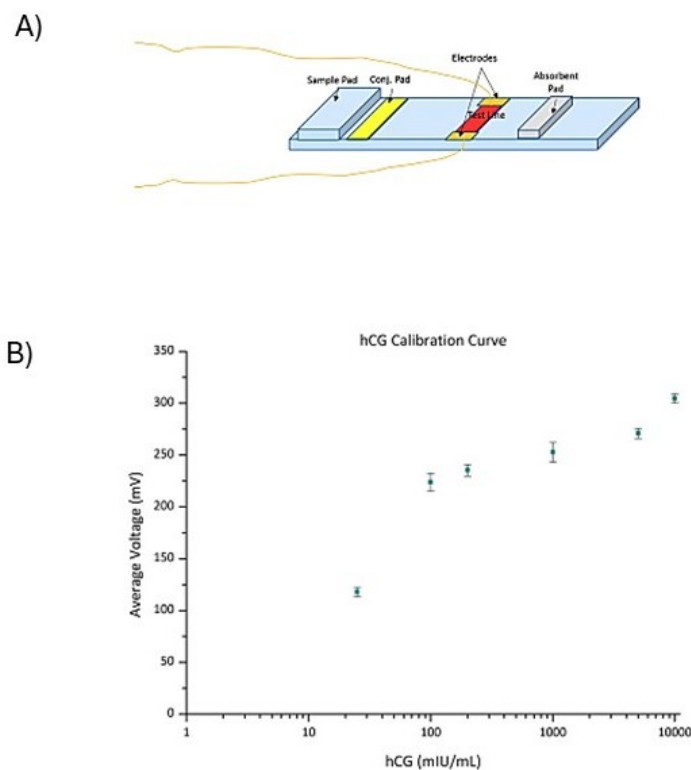 A)
Electrodes
Sample Pad
Conj. Pad
Absorbent
Pad
Test Line
B)
hCG Calibration Curve
350
300
250
200
150
100
50
0
Average Voltage (mV)
1
10
100
1000
10000
hCG (mIU/mL)